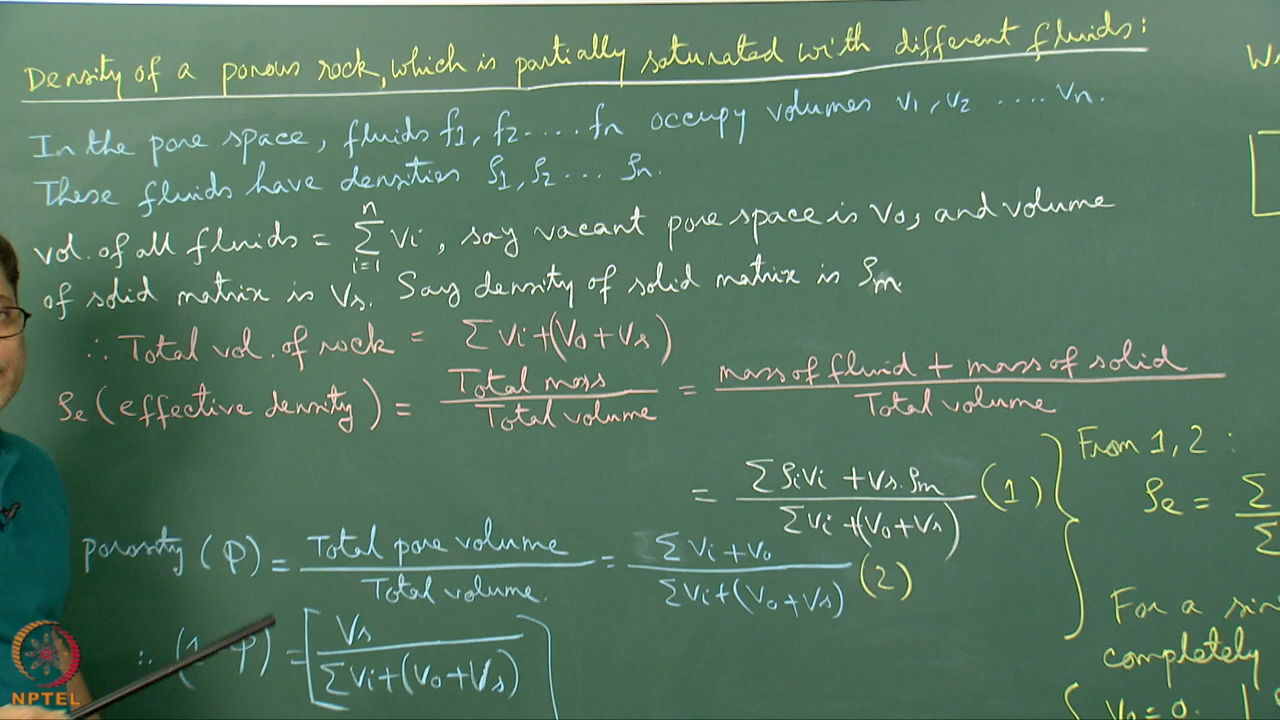 Density of a porous rock, which is partially saturated with different fluids:
In the pore space, fluids f1, f2 .... fn occupy volumes V1, V2 .... Vn.
These fluids have densities ρ1, ρ2 ... ρn.
vol. of all fluids = Σ_{i=1}^{n} Vi, say vacant pore space is V0, and volume
of solid matrix is Vs. Say density of solid matrix is ρm
∴ Total vol. of rock = ΣVi+(V0+Vs)
ρe (effective density) = Total mass / Total volume = mass of fluid + mass of solid / Total volume
= ΣρiVi + Vs.ρm / ΣVi+(V0+Vs) (1)
From 1, 2 :
ρe = Σ / Σ
porosity (φ) = Total pore volume / Total volume. = ΣVi+V0 / ΣVi+(V0+Vs) (2)
∴ (1 φ) = [Vs / ΣVi+(V0+Vs)]
For a
completely
NPTEL